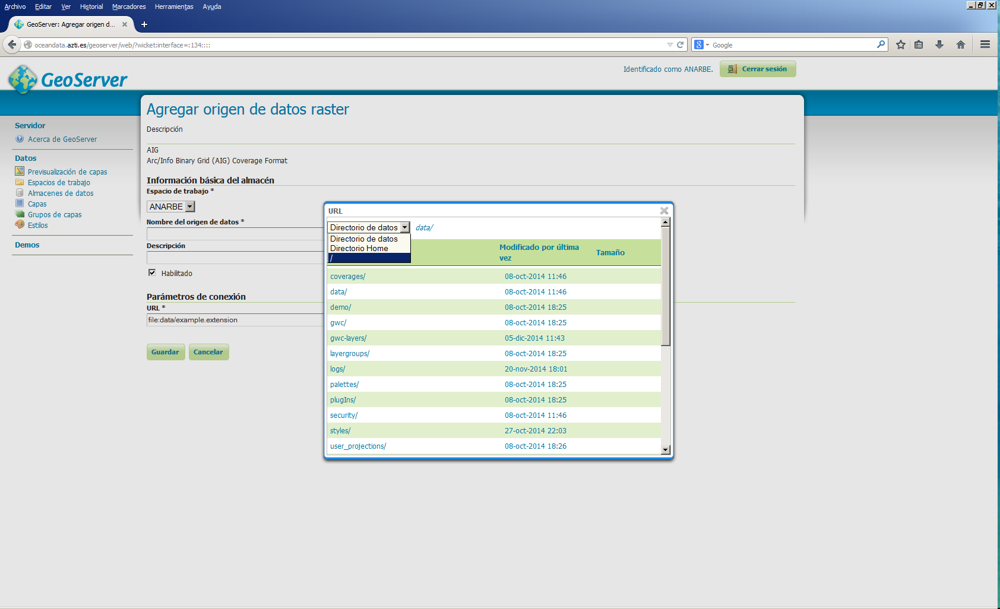 Archivo Editar Ver Historial Marcadores Herramientas Ayuda
GeoServer: Agregar origen d...
oceandata.azti.es/geoserver/web/?wicket:interface=:134::::
Google
GeoServer
Identificado como ANARBE.
Cerrar sesión
Servidor
Acerca de GeoServer
Datos
Previsualización de capas
Espacios de trabajo
Almacenes de datos
Capas
Grupos de capas
Estilos
Demos
Agregar origen de datos raster
Descripción
AIG
Arc/Info Binary Grid (AIG) Coverage Format
Información básica del almacén
Espacio de trabajo *
ANARBE
Nombre del origen de datos *
Descripción
Habilitado
Parámetros de conexión
URL *
file:data/example.extension
Guardar Cancelar
URL
Directorio de datos data/
Directorio de datos
Directorio Home
/
Modificado por última vez Tamaño
coverages/ 08-oct-2014 11:46
data/ 08-oct-2014 11:46
demo/ 08-oct-2014 18:25
gwc/ 08-oct-2014 18:25
gwc-layers/ 05-dic-2014 11:43
layergroups/ 08-oct-2014 18:25
logs/ 20-nov-2014 18:01
palettes/ 08-oct-2014 18:25
plugIns/ 08-oct-2014 18:25
security/ 08-oct-2014 11:46
styles/ 27-oct-2014 22:03
user_projections/ 08-oct-2014 18:26